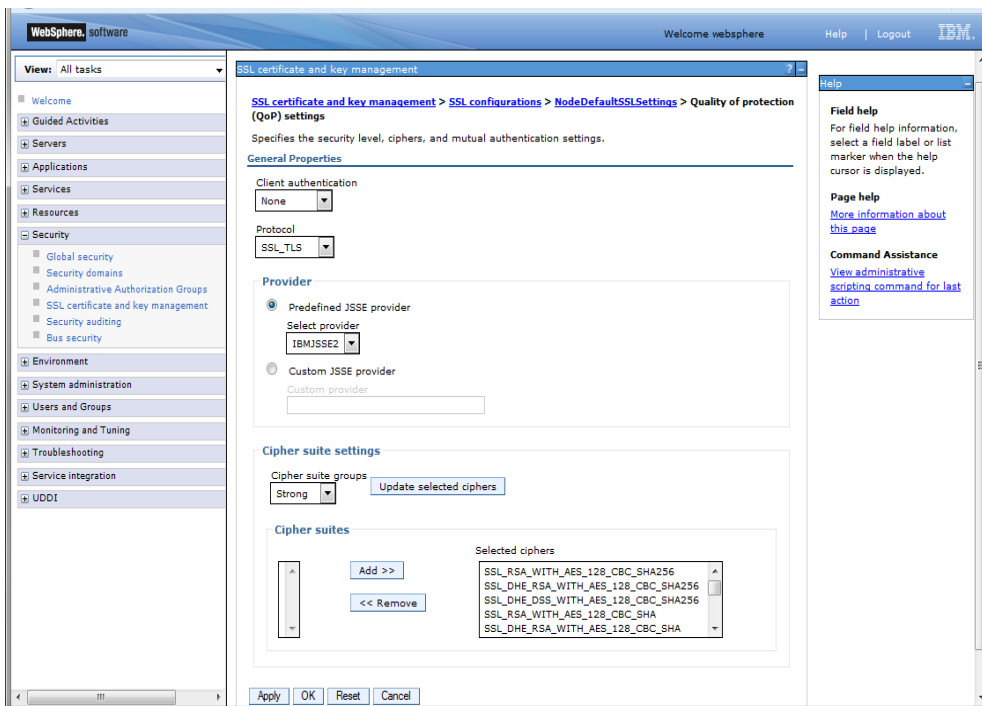 WebSphere. software
Welcome websphere
Help | Logout
IBM.
View: All tasks
Welcome
Guided Activities
Servers
Applications
Services
Resources
Security
Global security
Security domains
Administrative Authorization Groups
SSL certificate and key management
Security auditing
Bus security
Environment
System administration
Users and Groups
Monitoring and Tuning
Troubleshooting
Service integration
UDDI
SSL certificate and key management
? -
SSL certificate and key management > SSL configurations > NodeDefaultSSLSettings > Quality of protection
(QoP) settings
Specifies the security level, ciphers, and mutual authentication settings.
General Properties
Client authentication
None
Protocol
SSL_TLS
Provider
Predefined JSSE provider
Select provider
IBMJSSE2
Custom JSSE provider
Custom provider
Cipher suite settings
Cipher suite groups
Strong
Update selected ciphers
Cipher suites
Add >>
<< Remove
Selected ciphers
SSL_RSA_WITH_AES_128_CBC_SHA256
SSL_DHE_RSA_WITH_AES_128_CBC_SHA256
SSL_DHE_DSS_WITH_AES_128_CBC_SHA256
SSL_RSA_WITH_AES_128_CBC_SHA
SSL_DHE_RSA_WITH_AES_128_CBC_SHA
Apply
OK
Reset
Cancel
Help
-
Field help
For field help information,
select a field label or list
marker when the help
cursor is displayed.
Page help
More information about
this page
Command Assistance
View administrative
scripting command for last
action